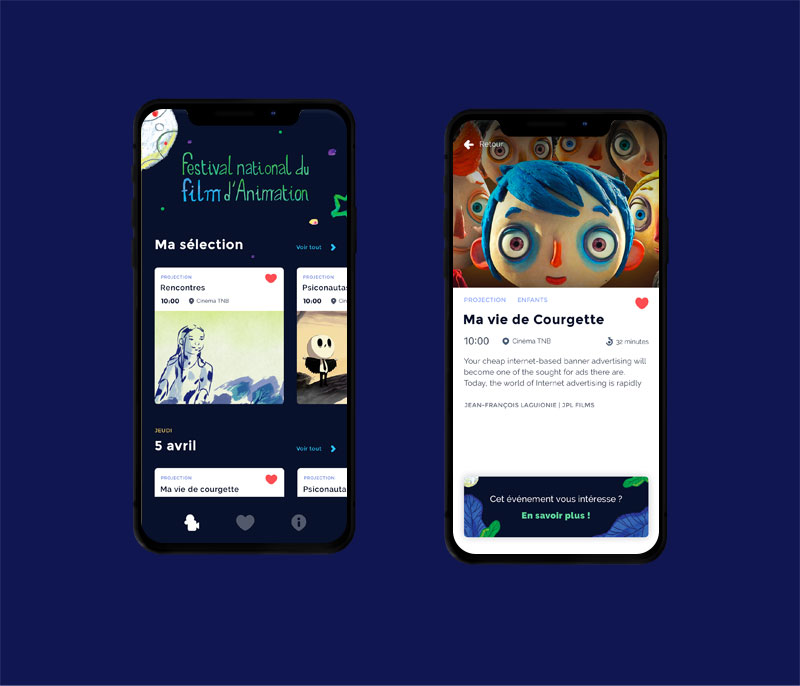 Festival national du
film d'Animation
Ma sélection
Voir tout
PROJECTION
Rencontres
10:00 Cinéma TNB
PROJECTION
Psiconautas
10:00
JEUDI
5 avril
Voir tout
PROJECTION
Ma vie de courgette
PROJECTION
Psiconauta
Retour
PROJECTION ENFANTS
Ma vie de Courgette
10:00 Cinéma TNB 32 minutes
Your cheap internet-based banner advertising will
become one of the sought for ads there are.
Today, the world of Internet advertising is rapidly
JEAN-FRANÇOIS LAGUIONIE | JPL FILMS
Cet événement vous intéresse ?
En savoir plus !